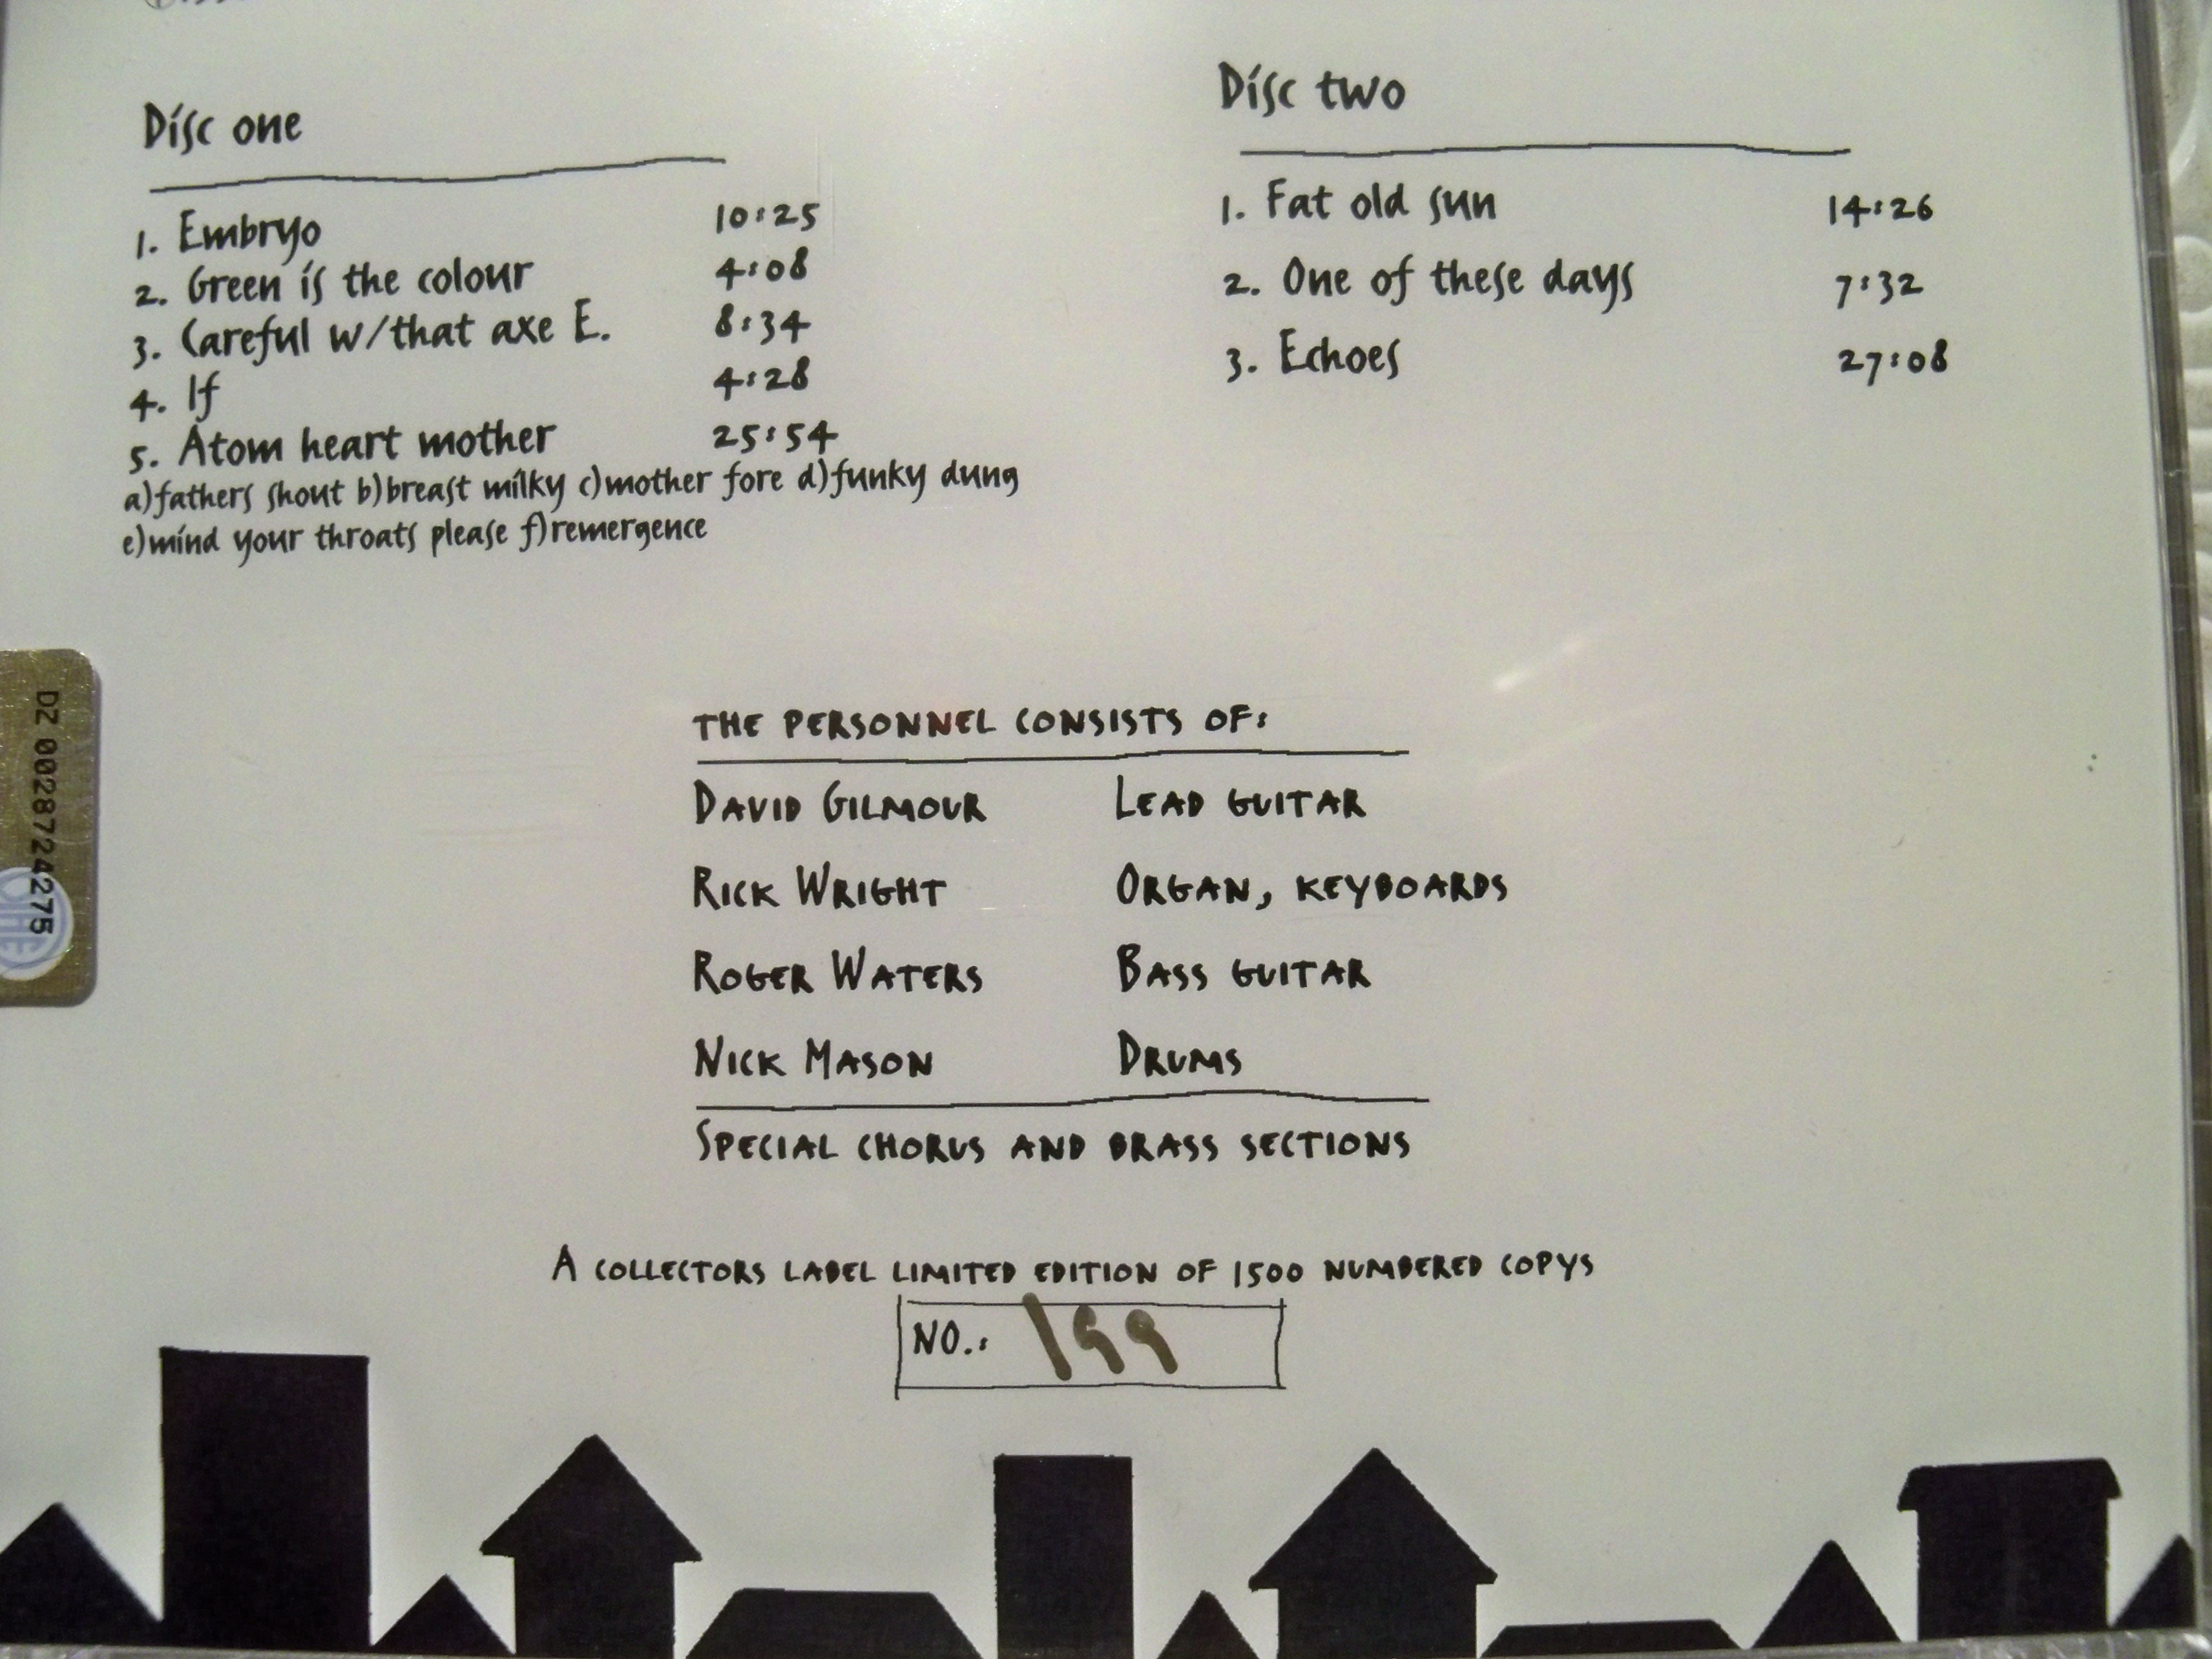 Disc one
1. Embryo 10:25
2. Green is the colour 4:08
3. Careful w/that axe E. 8:34
4. If 4:28
5. Atom heart mother 25:54
a)fathers shout b)breast milky c)mother fore d)funky dung
e)mind your throats please f)remergence
Disc two
1. Fat old sun 14:26
2. One of these days 7:32
3. Echoes 27:08
DZ 0028724275
THE PERSONNEL CONSISTS OF:
DAVID GILMOUR LEAD GUITAR
RICK WRIGHT ORGAN, KEYBOARDS
ROGER WATERS BASS GUITAR
NICK MASON DRUMS
SPECIAL CHORUS AND BRASS SECTIONS
A COLLECTORS LABEL LIMITED EDITION OF 1500 NUMBERED COPYS
NO.: 199